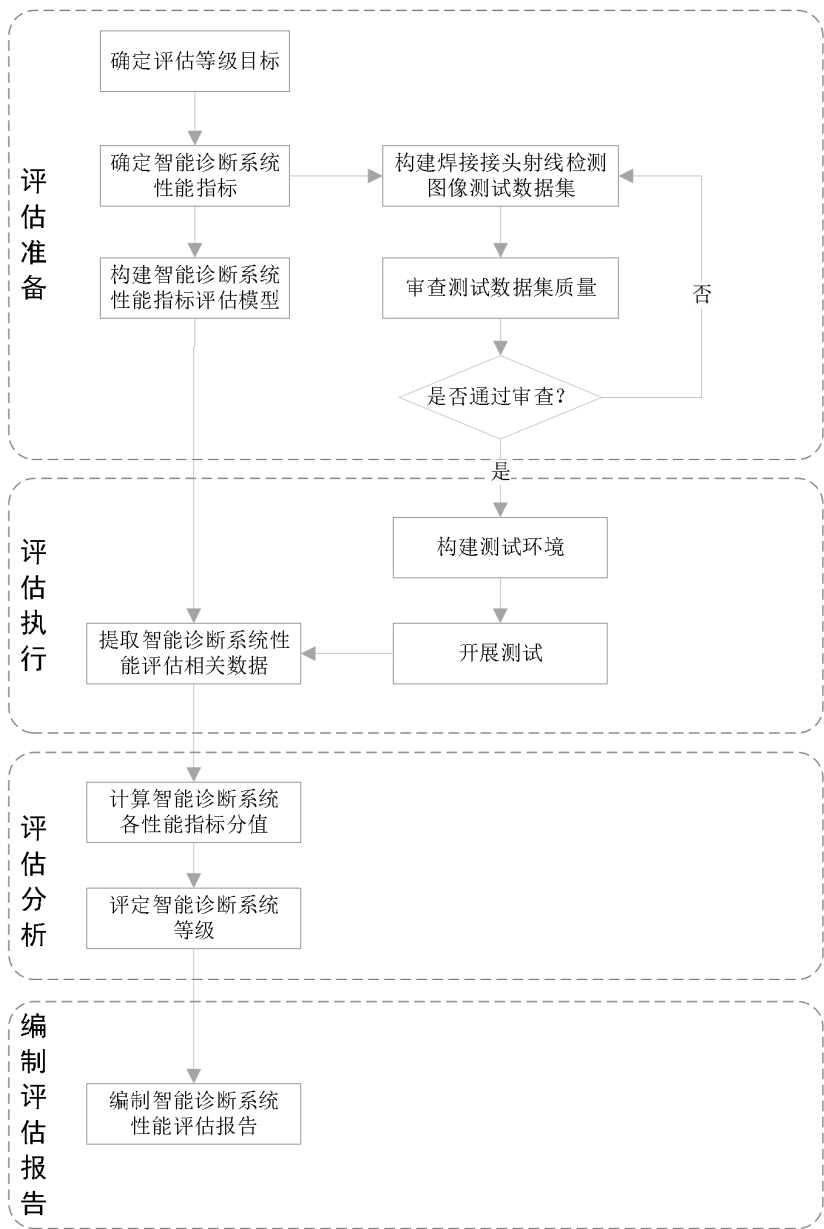 评估准备
确定评估等级目标
确定智能诊断系统
性能指标
构建焊接接头射线检测
图像测试数据集
构建智能诊断系统
性能指标评估模型
审查测试数据集质量
否
是否通过审查?
是
评估执行
构建测试环境
提取智能诊断系统性
能评估相关数据
开展测试
评估分析
计算智能诊断系统
各性能指标分值
评定智能诊断系统
等级
编制评估报告
编制智能诊断系统
性能评估报告